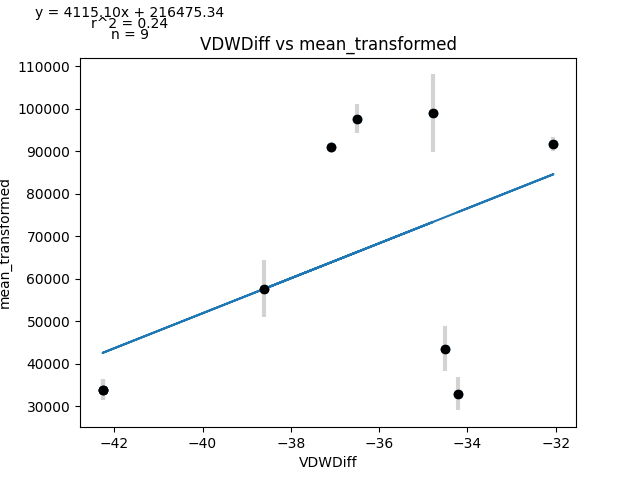 y = 4115.10x + 216475.34
r^2 = 0.24
n = 9
VDWDiff vs mean_transformed
110000
100000
90000
80000
70000
60000
50000
40000
30000
mean_transformed
−42
−40
−38
−36
−34
−32
VDWDiff